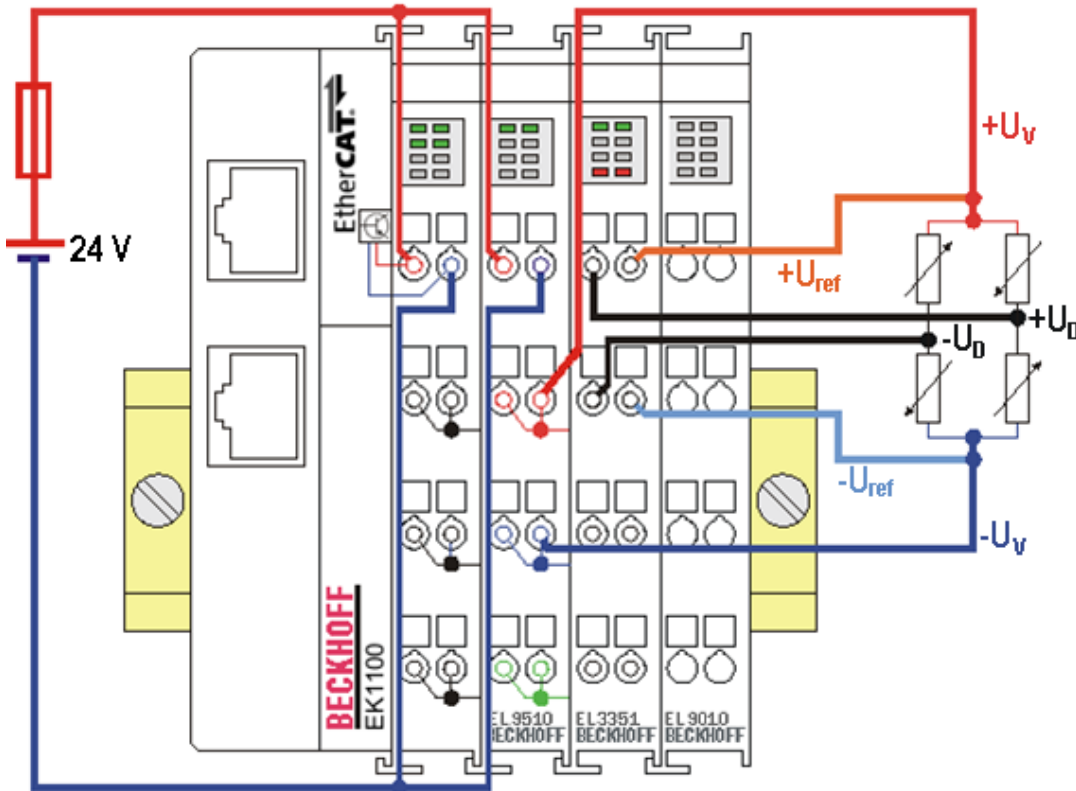 24 V
EtherCAT®
BECKHOFF
EK1100
EL9510
BECKHOFF
EL3351
BECKHOFF
EL9010
BECKHOFF
+Uv
+Uref
+UD
-UD
-Uref
-Uv